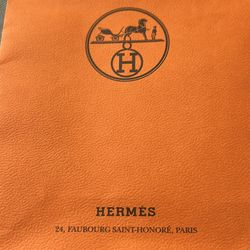 H
HERMÈS
24, FAUBOURG SAINT-HONORÉ, PARIS